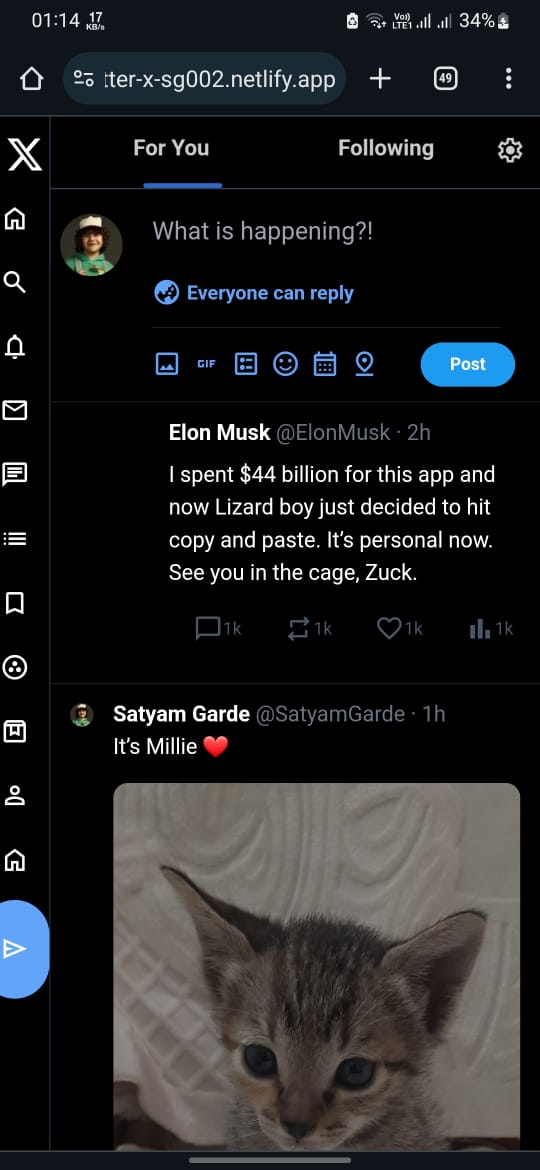 01:14 17 KB/s Vo) LTE1 34%
tter-x-sg002.netlify.app 49
For You Following
What is happening?!
Everyone can reply
GIF Post
Elon Musk @ElonMusk · 2h
I spent $44 billion for this app and
now Lizard boy just decided to hit
copy and paste. It’s personal now.
See you in the cage, Zuck.
1k 1k 1k 1k
Satyam Garde @SatyamGarde · 1h
It’s Millie ❤️